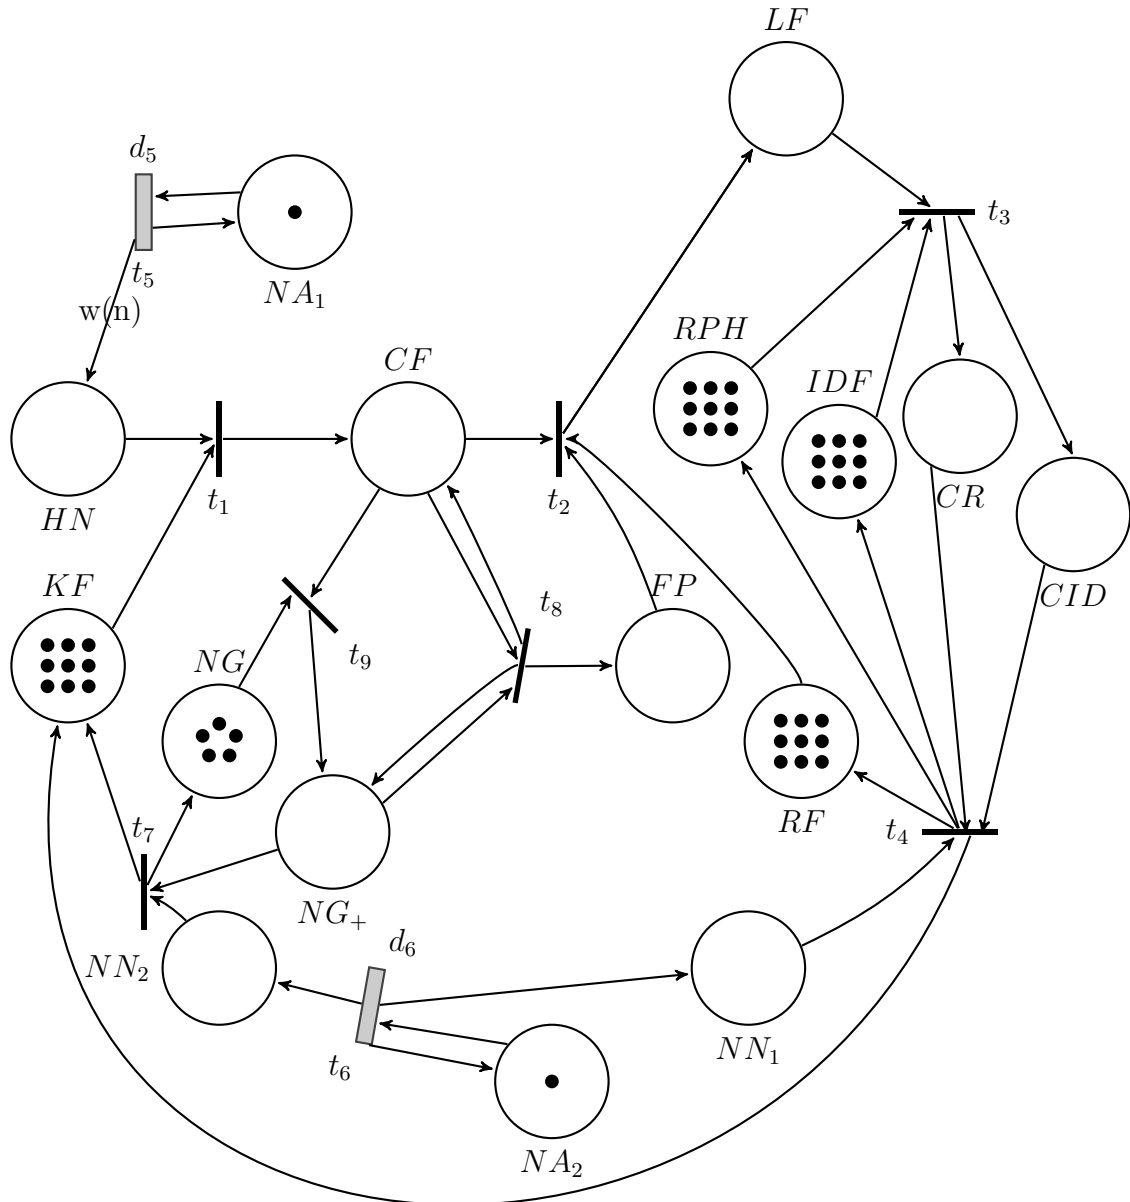 LF
d₅
t₃
t₅
NA₁
w(n)
RPH
CF
IDF
HN
t₁
t₂
CR
KF
FP
CID
t₈
NG
t₉
t₇
RF
t₄
NG₊
d₆
NN₂
NN₁
t₆
NA₂